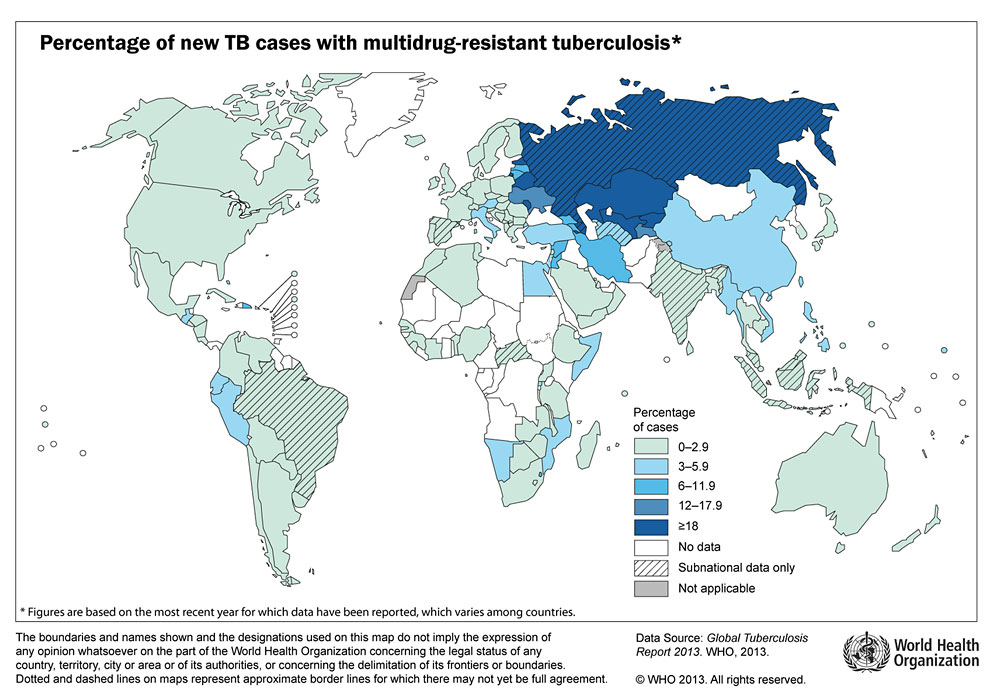 Percentage of new TB cases with multidrug-resistant tuberculosis*
Percentage
of cases
0–2.9
3–5.9
6–11.9
12–17.9
≥18
No data
Subnational data only
Not applicable
* Figures are based on the most recent year for which data have been reported, which varies among countries.
The boundaries and names shown and the designations used on this map do not imply the expression of
any opinion whatsoever on the part of the World Health Organization concerning the legal status of any
country, territory, city or area or of its authorities, or concerning the delimitation of its frontiers or boundaries.
Dotted and dashed lines on maps represent approximate border lines for which there may not yet be full agreement.
Data Source: Global Tuberculosis
Report 2013. WHO, 2013.
© WHO 2013. All rights reserved.
World Health
Organization